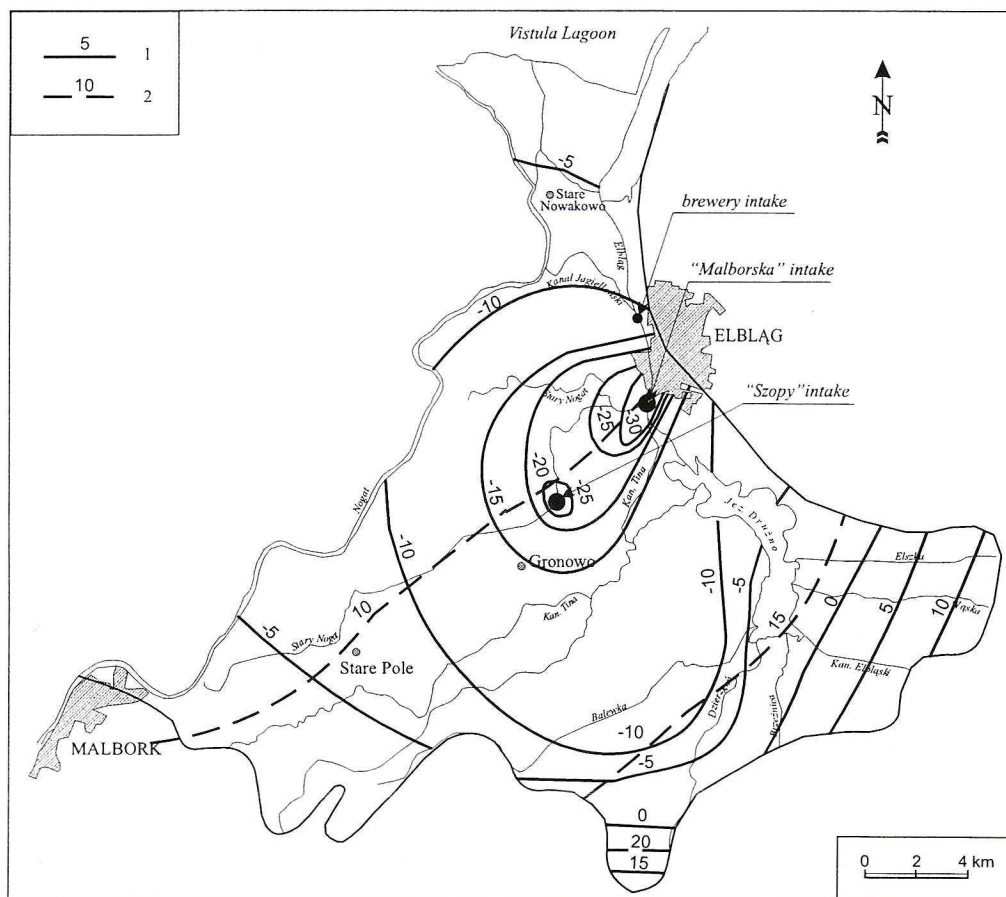 5
1
10
2
Vistula Lagoon
N
-5
Stare
Nowakowo
brewery intake
Elbląg
"Malborska" intake
Kanał Jagielloński
-10
ELBLĄG
"Szopy" intake
Stary Nogat
-25
-30
-20
-25
-15
Kan. Tina
Nogat
Jez Drużno
Gronowo
Elszka
-10
-10
-5
0
5
10
Wąska
10
Kan. Tina
15
-5
Stary Nogat
Stare Pole
Kan. Elbląski
Balewka
Dzierzgoń
MALBORK
-10
-5
0
20
15
0 2 4 km